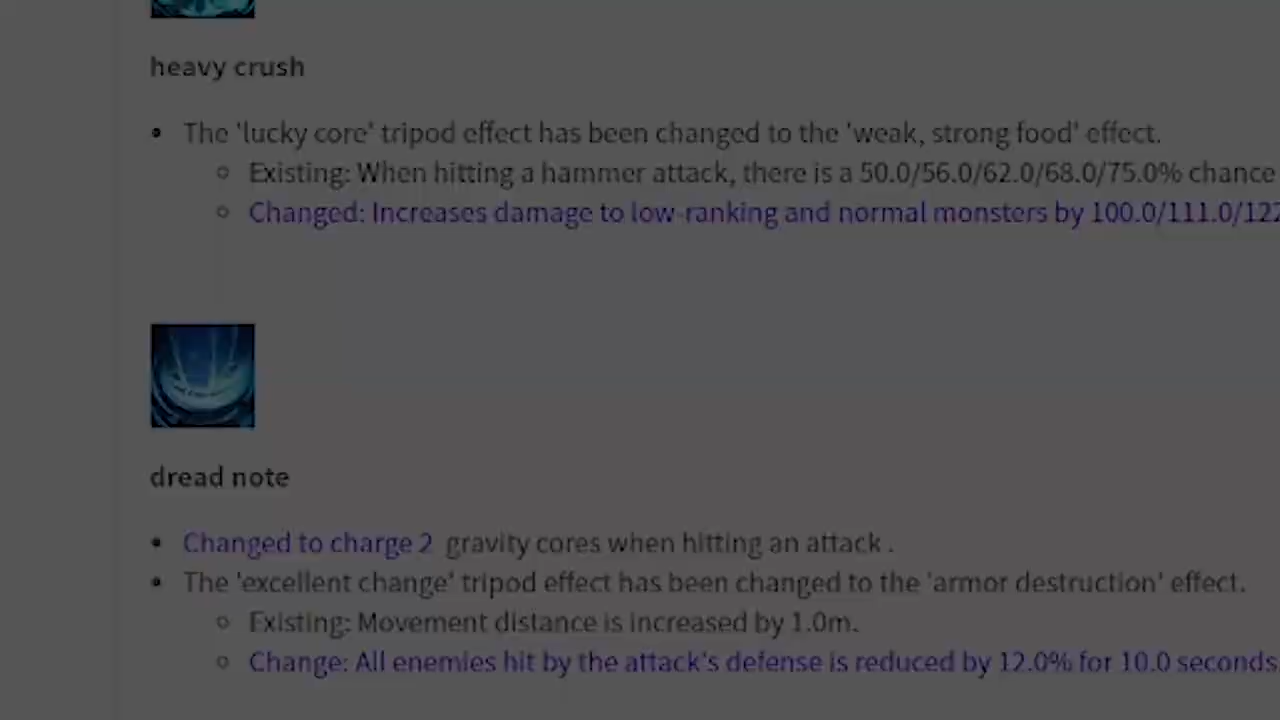 heavy crush
The 'lucky core' tripod effect has been changed to the 'weak, strong food' effect.
Existing: When hitting a hammer attack, there is a 50.0/56.0/62.0/68.0/75.0% chance
Changed: Increases damage to low-ranking and normal monsters by 100.0/111.0/122
dread note
Changed to charge 2 gravity cores when hitting an attack .
The 'excellent change' tripod effect has been changed to the 'armor destruction' effect.
Existing: Movement distance is increased by 1.0m.
Change: All enemies hit by the attack's defense is reduced by 12.0% for 10.0 seconds